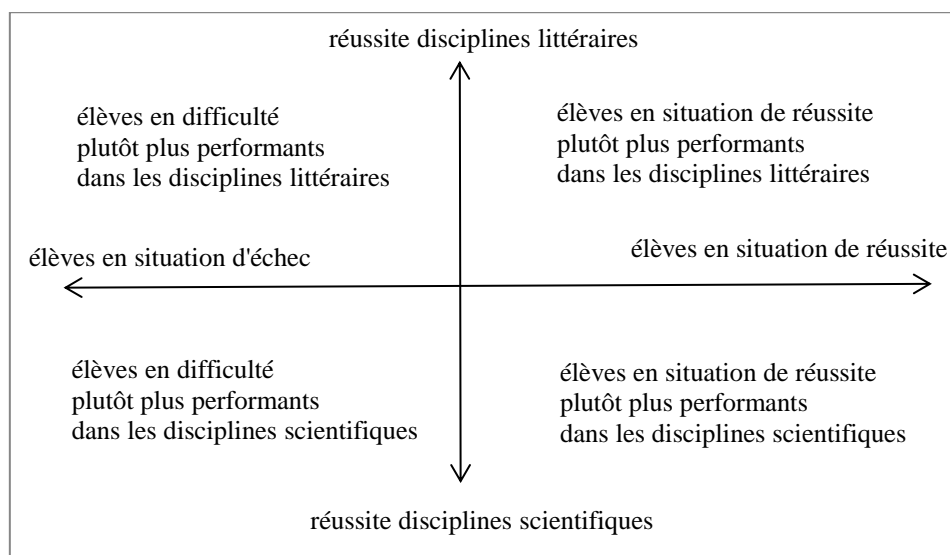 réussite disciplines littéraires
élèves en difficulté
plutôt plus performants
dans les disciplines littéraires
élèves en situation de réussite
plutôt plus performants
dans les disciplines littéraires
élèves en situation d'échec
élèves en situation de réussite
élèves en difficulté
plutôt plus performants
dans les disciplines scientifiques
élèves en situation de réussite
plutôt plus performants
dans les disciplines scientifiques
réussite disciplines scientifiques